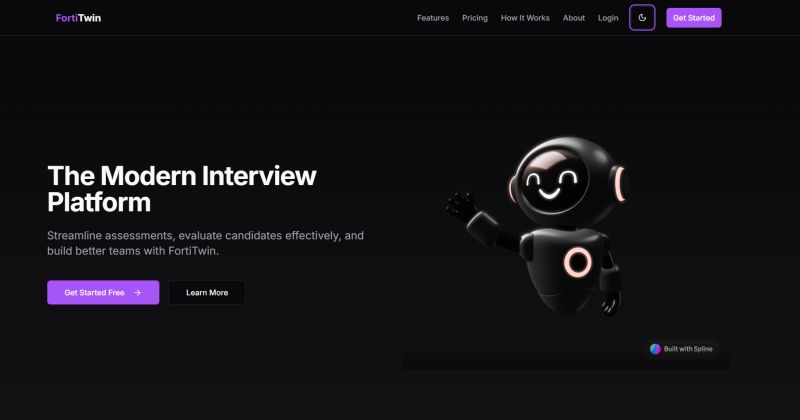 FortiTwin
Features Pricing How It Works About Login Get Started
The Modern Interview
Platform
Streamline assessments, evaluate candidates effectively, and
build better teams with FortiTwin.
Get Started Free → Learn More
Built with Spline